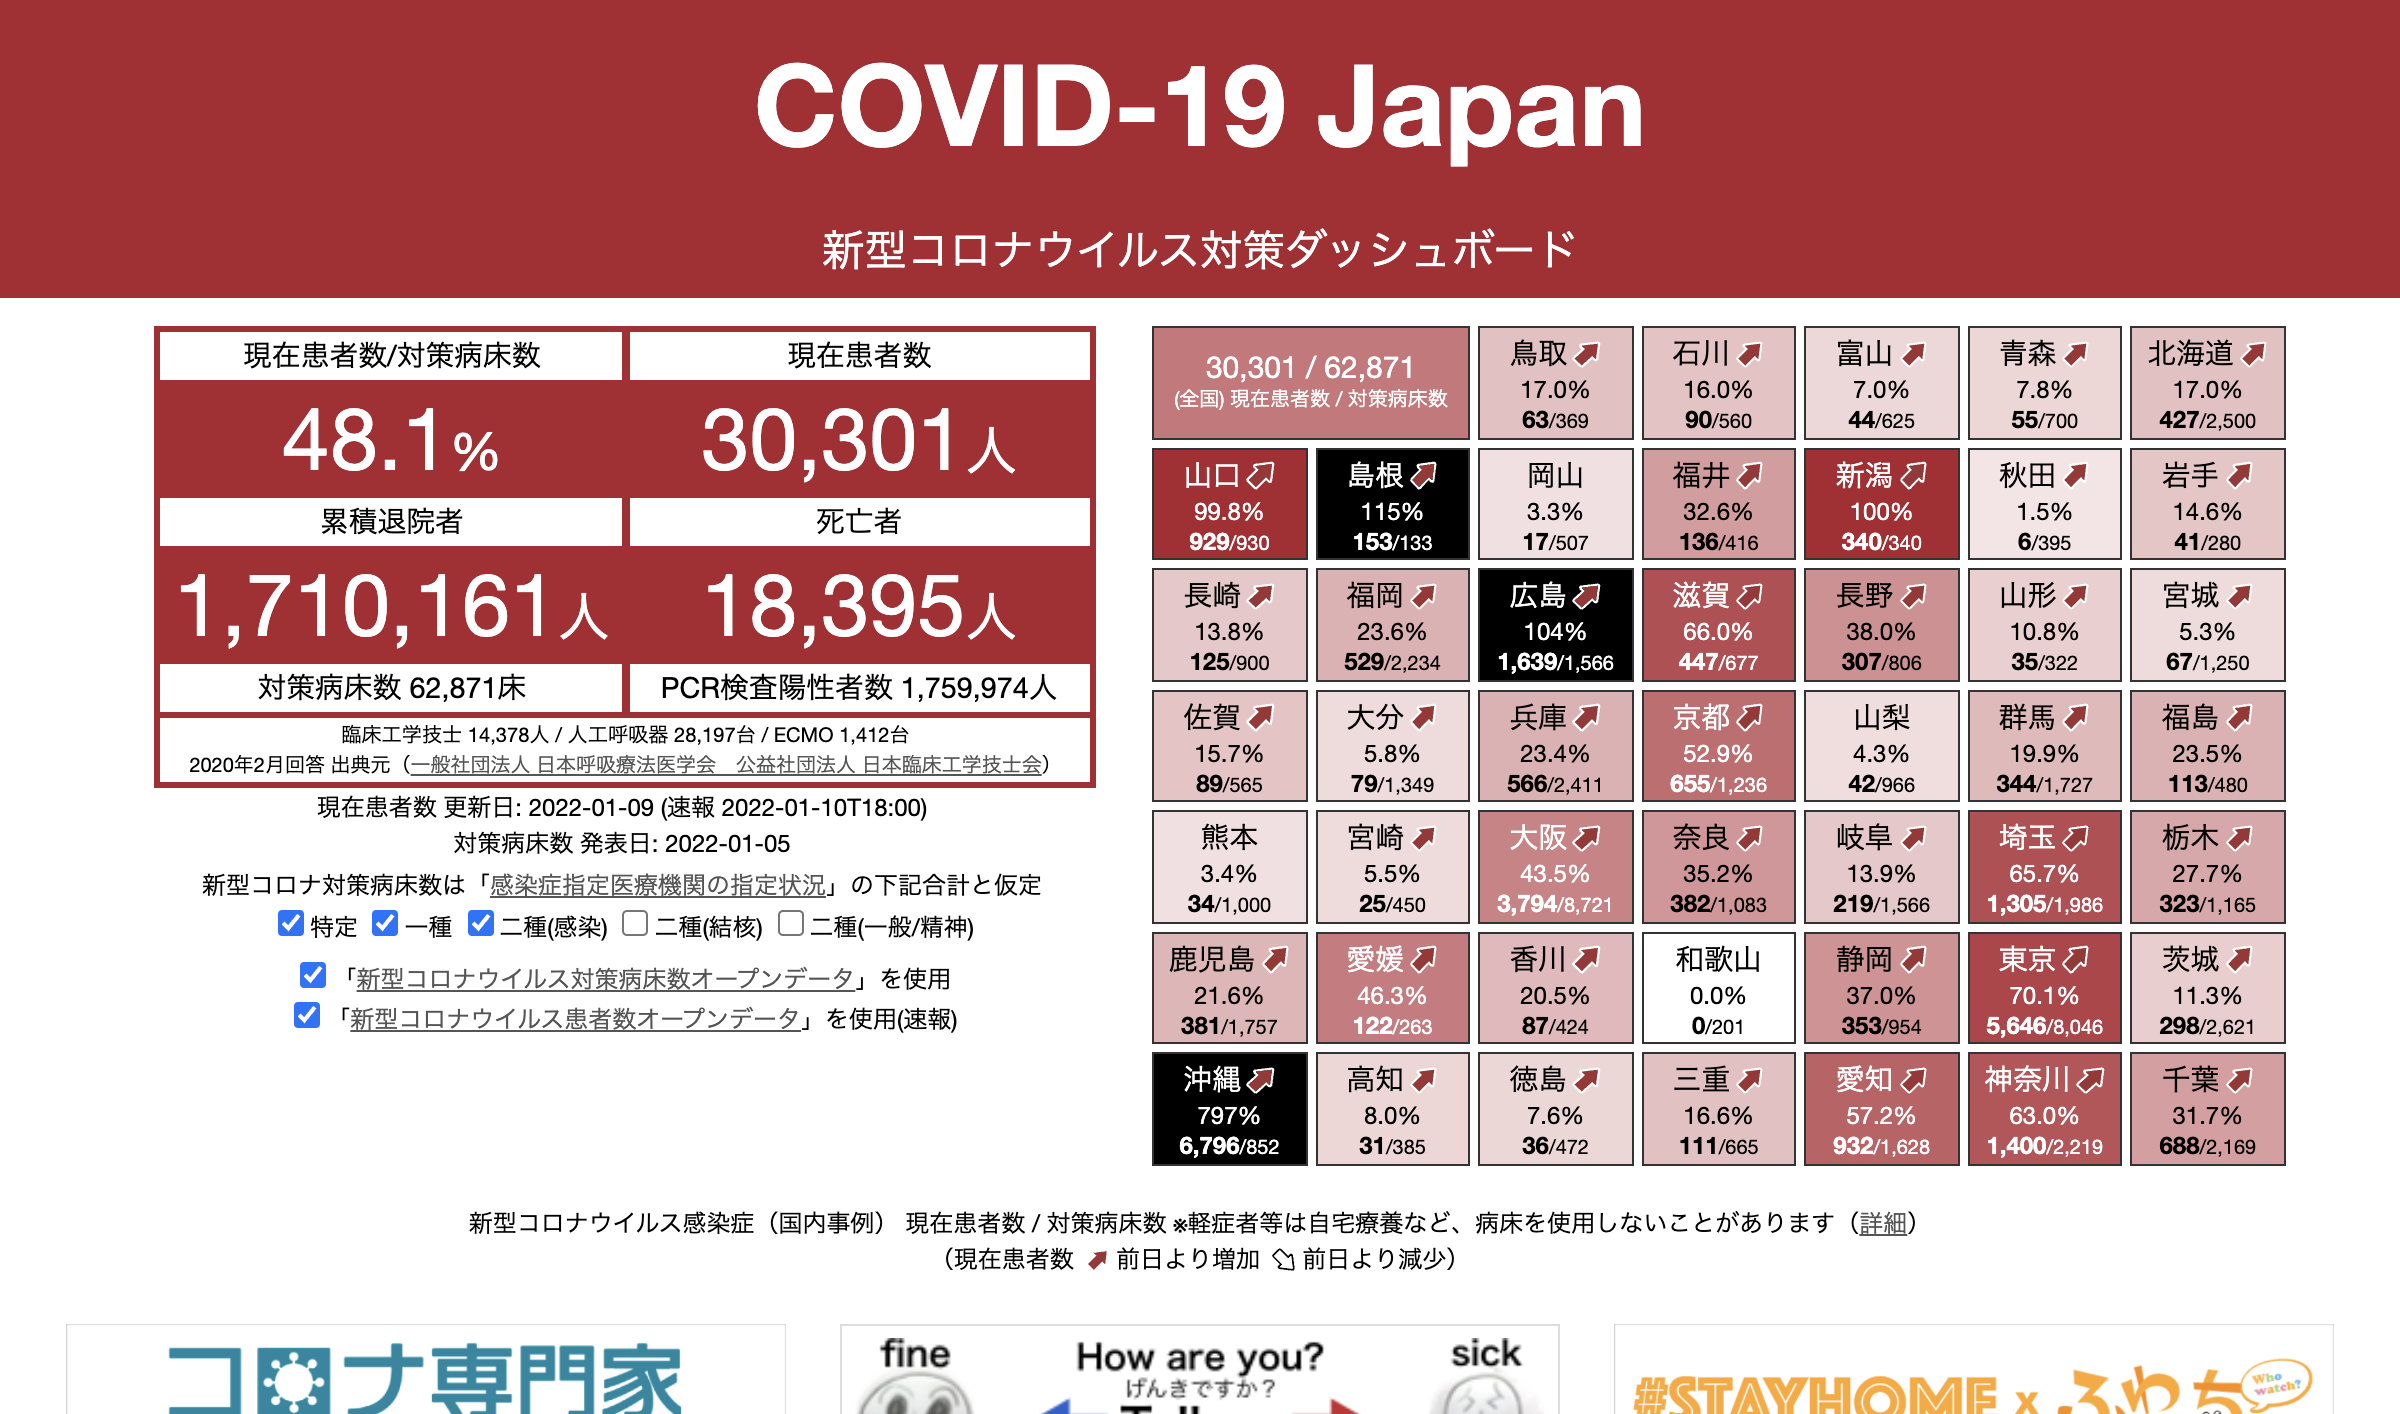 COVID-19 Japan
新型コロナウイルス対策ダッシュボード
現在患者数/対策病床数
現在患者数
48.1%
30,301人
累積退院者
死亡者
1,710,161人
18,395人
対策病床数 62,871床
PCR検査陽性者数 1,759,974人
臨床工学技士 14,378人 / 人工呼吸器 28,197台 / ECMO 1,412台
2020年2月回答 出典元（一般社団法人 日本呼吸療法医学会　公益社団法人 日本臨床工学技士会）
現在患者数 更新日: 2022-01-09 (速報 2022-01-10T18:00)
対策病床数 発表日: 2022-01-05
新型コロナ対策病床数は「感染症指定医療機関の指定状況」の下記合計と仮定
特定 一種 二種(感染) 二種(結核) 二種(一般/精神)
「新型コロナウイルス対策病床数オープンデータ」を使用
「新型コロナウイルス患者数オープンデータ」を使用(速報)
30,301 / 62,871
(全国) 現在患者数 / 対策病床数
鳥取
17.0%
63/369
石川
16.0%
90/560
富山
7.0%
44/625
青森
7.8%
55/700
北海道
17.0%
427/2,500
山口
99.8%
929/930
島根
115%
153/133
岡山
3.3%
17/507
福井
32.6%
136/416
新潟
100%
340/340
秋田
1.5%
6/395
岩手
14.6%
41/280
長崎
13.8%
125/900
福岡
23.6%
529/2,234
広島
104%
1,639/1,566
滋賀
66.0%
447/677
長野
38.0%
307/806
山形
10.8%
35/322
宮城
5.3%
67/1,250
佐賀
15.7%
89/565
大分
5.8%
79/1,349
兵庫
23.4%
566/2,411
京都
52.9%
655/1,236
山梨
4.3%
42/966
群馬
19.9%
344/1,727
福島
23.5%
113/480
熊本
3.4%
34/1,000
宮崎
5.5%
25/450
大阪
43.5%
3,794/8,721
奈良
35.2%
382/1,083
岐阜
13.9%
219/1,566
埼玉
65.7%
1,305/1,986
栃木
27.7%
323/1,165
鹿児島
21.6%
381/1,757
愛媛
46.3%
122/263
香川
20.5%
87/424
和歌山
0.0%
0/201
静岡
37.0%
353/954
東京
70.1%
5,646/8,046
茨城
11.3%
298/2,621
沖縄
797%
6,796/852
高知
8.0%
31/385
徳島
7.6%
36/472
三重
16.6%
111/665
愛知
57.2%
932/1,628
神奈川
63.0%
1,400/2,219
千葉
31.7%
688/2,169
新型コロナウイルス感染症（国内事例） 現在患者数 / 対策病床数 ※軽症者等は自宅療養など、病床を使用しないことがあります（詳細）
（現在患者数 前日より増加 前日より減少）
コロナ専門家
fine
How are you?
げんきですか？
sick
#STAYHOME x ふわっち
Who watch?